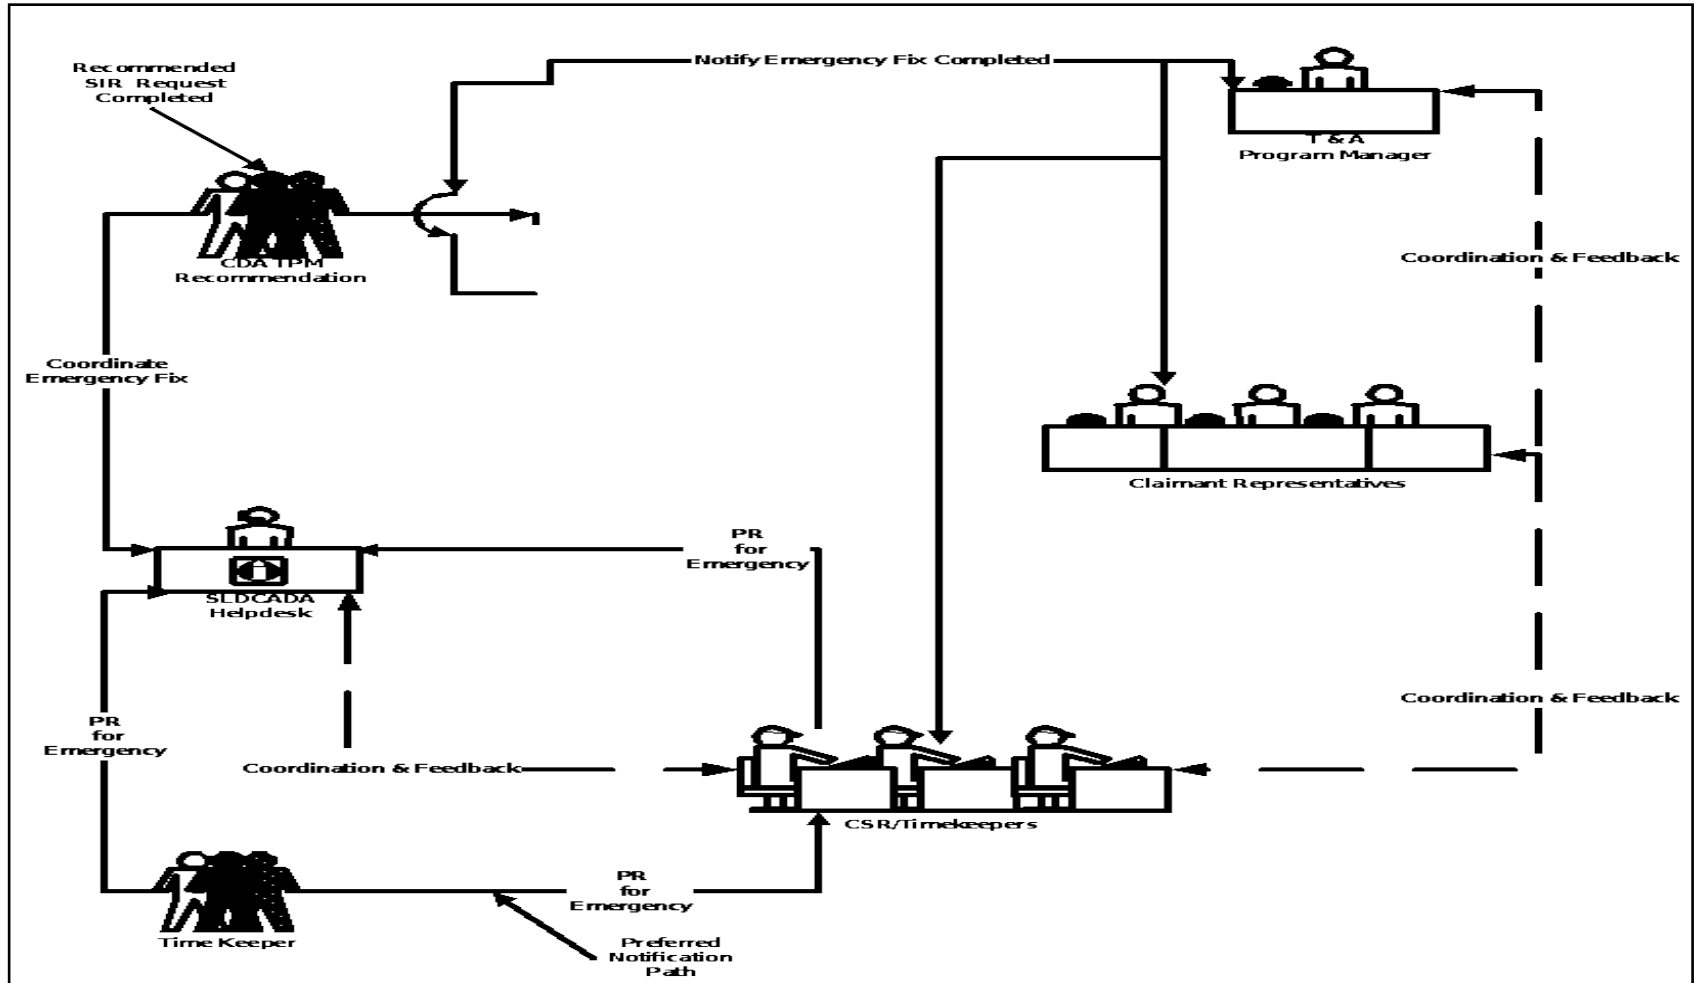 Notify Emergency Fix Completed
Recommended
SIR Request
Completed
T & A
Program Manager
CDA TPM
Recommendation
Coordination & Feedback
Coordinate
Emergency Fix
Claimant Representatives
PR
for
Emergency
SLDCADA
Helpdesk
Coordination & Feedback
PR
for
Emergency
Coordination & Feedback
CSR/Timekeepers
PR
for
Emergency
Time Keeper
Preferred
Notification
Path